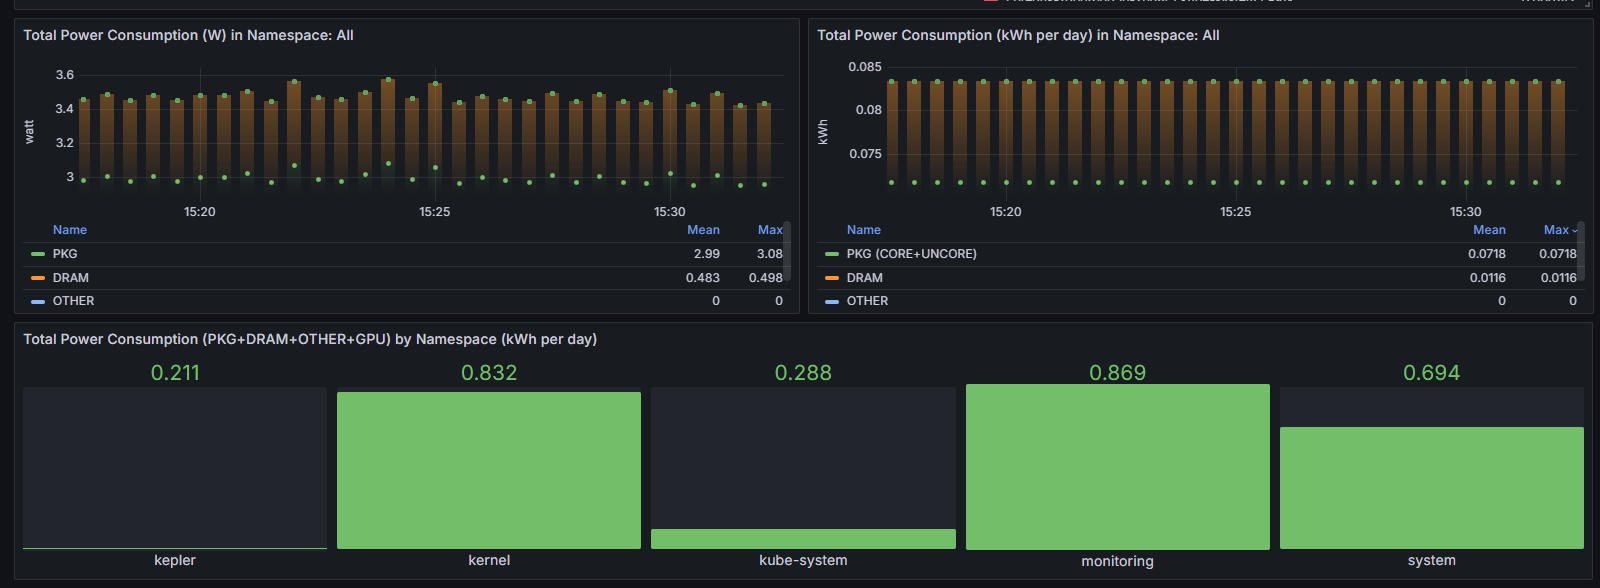 Total Power Consumption (W) in Namespace: All
3.6
3.4
3.2
3
watt
15:20 15:25 15:30
Name Mean Max
PKG 2.99 3.08
DRAM 0.483 0.498
OTHER 0 0
Total Power Consumption (kWh per day) in Namespace: All
0.085
0.08
0.075
kWh
15:20 15:25 15:30
Name Mean Max
PKG (CORE+UNCORE) 0.0718 0.0718
DRAM 0.0116 0.0116
OTHER 0 0
Total Power Consumption (PKG+DRAM+OTHER+GPU) by Namespace (kWh per day)
0.211 0.832 0.288 0.869 0.694
kepler kernel kube-system monitoring system